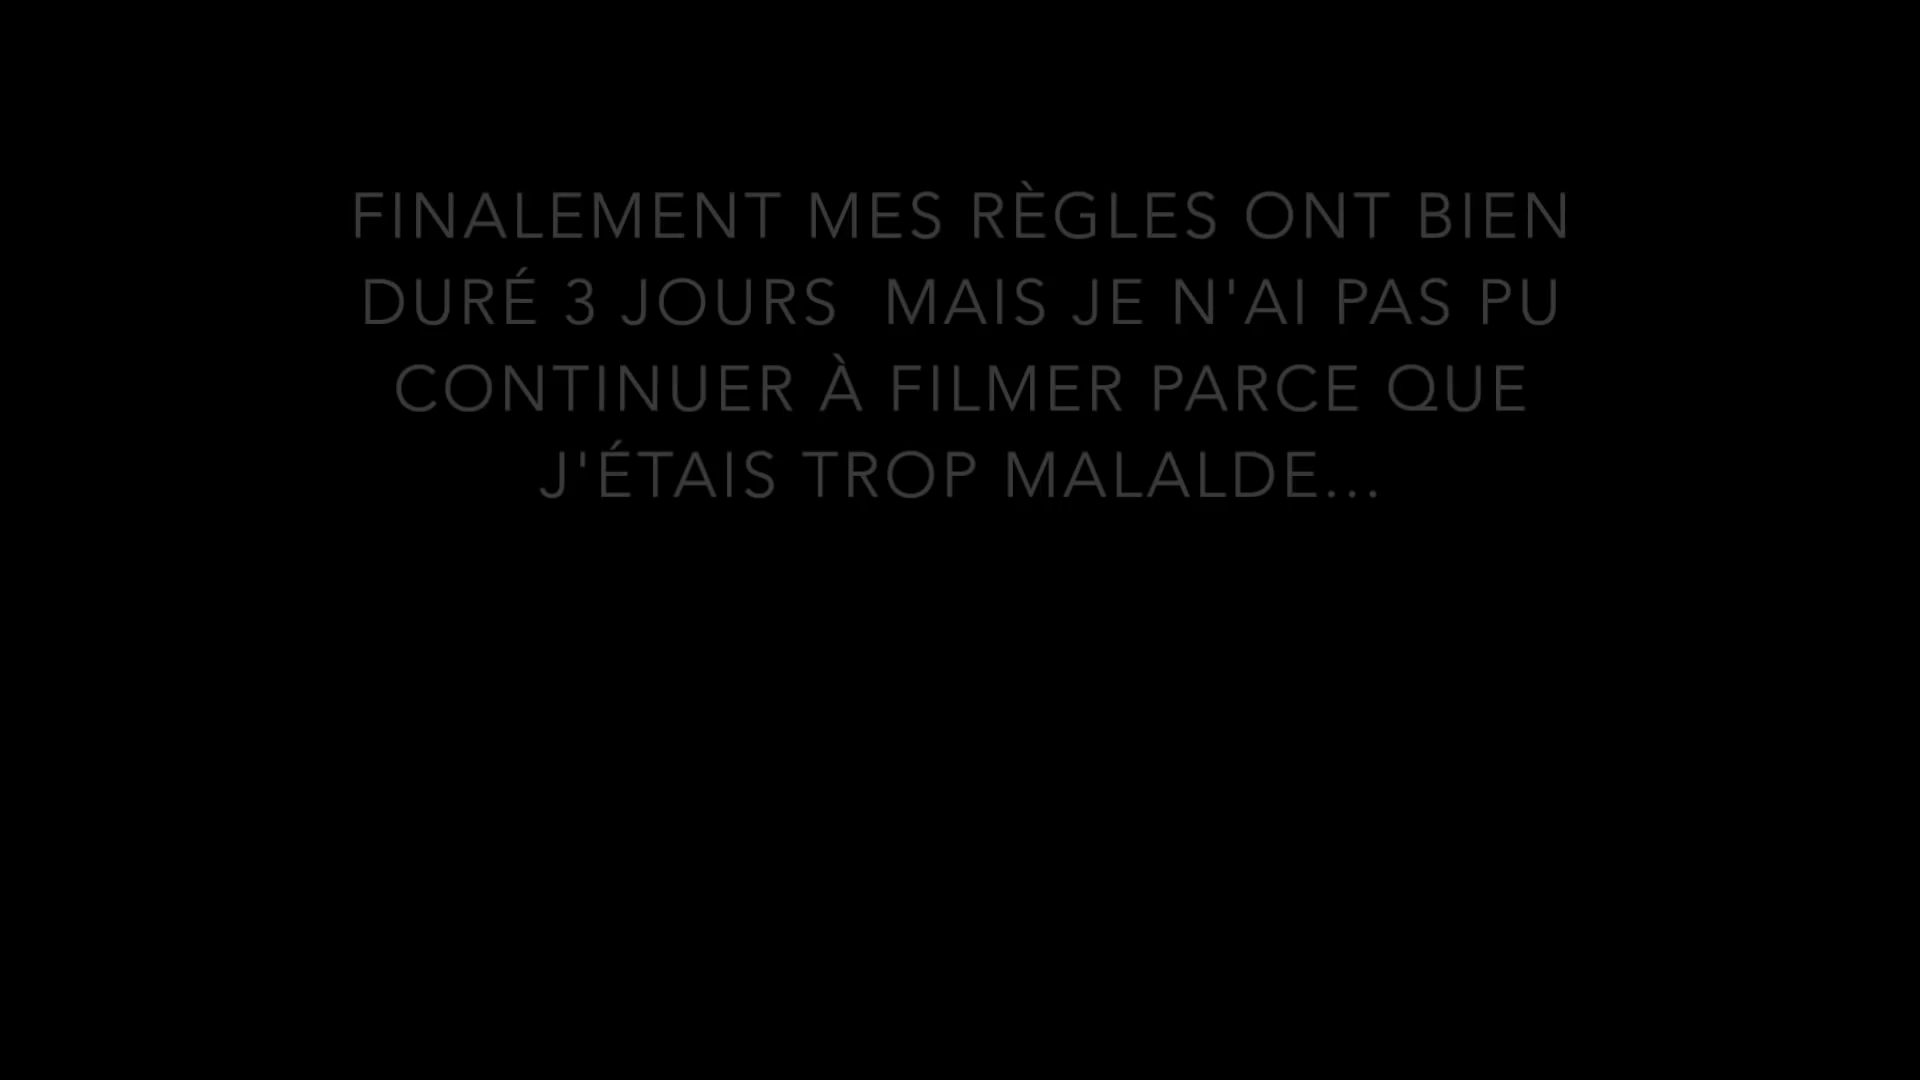 FINALEMENT MES RÈGLES ONT BIEN
DURÉ 3 JOURS  MAIS JE N'AI PAS PU
CONTINUER À FILMER PARCE QUE
J'ÉTAIS TROP MALALDE...